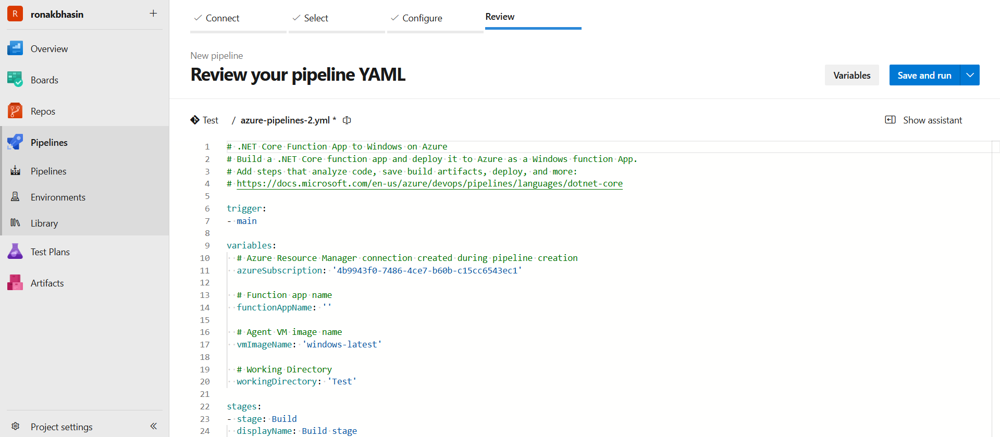 R ronakbhasin +
Overview
Boards
Repos
Pipelines
Pipelines
Environments
Library
Test Plans
Artifacts
Project settings
Connect Select Configure Review
New pipeline
Review your pipeline YAML
Variables Save and run
Test / azure-pipelines-2.yml *
Show assistant
1 # .NET Core Function App to Windows on Azure
2 # Build a .NET Core function app and deploy it to Azure as a Windows function App.
3 # Add steps that analyze code, save build artifacts, deploy, and more:
4 # https://docs.microsoft.com/en-us/azure/devops/pipelines/languages/dotnet-core
5
6 trigger:
7 - main
8
9 variables:
10 # Azure Resource Manager connection created during pipeline creation
11 azureSubscription: '4b9943f0-7486-4ce7-b60b-c15cc6543ec1'
12
13 # Function app name
14 functionAppName: ''
15
16 # Agent VM image name
17 vmImageName: 'windows-latest'
18
19 # Working Directory
20 workingDirectory: 'Test'
21
22 stages:
23 - stage: Build
24 displayName: Build stage